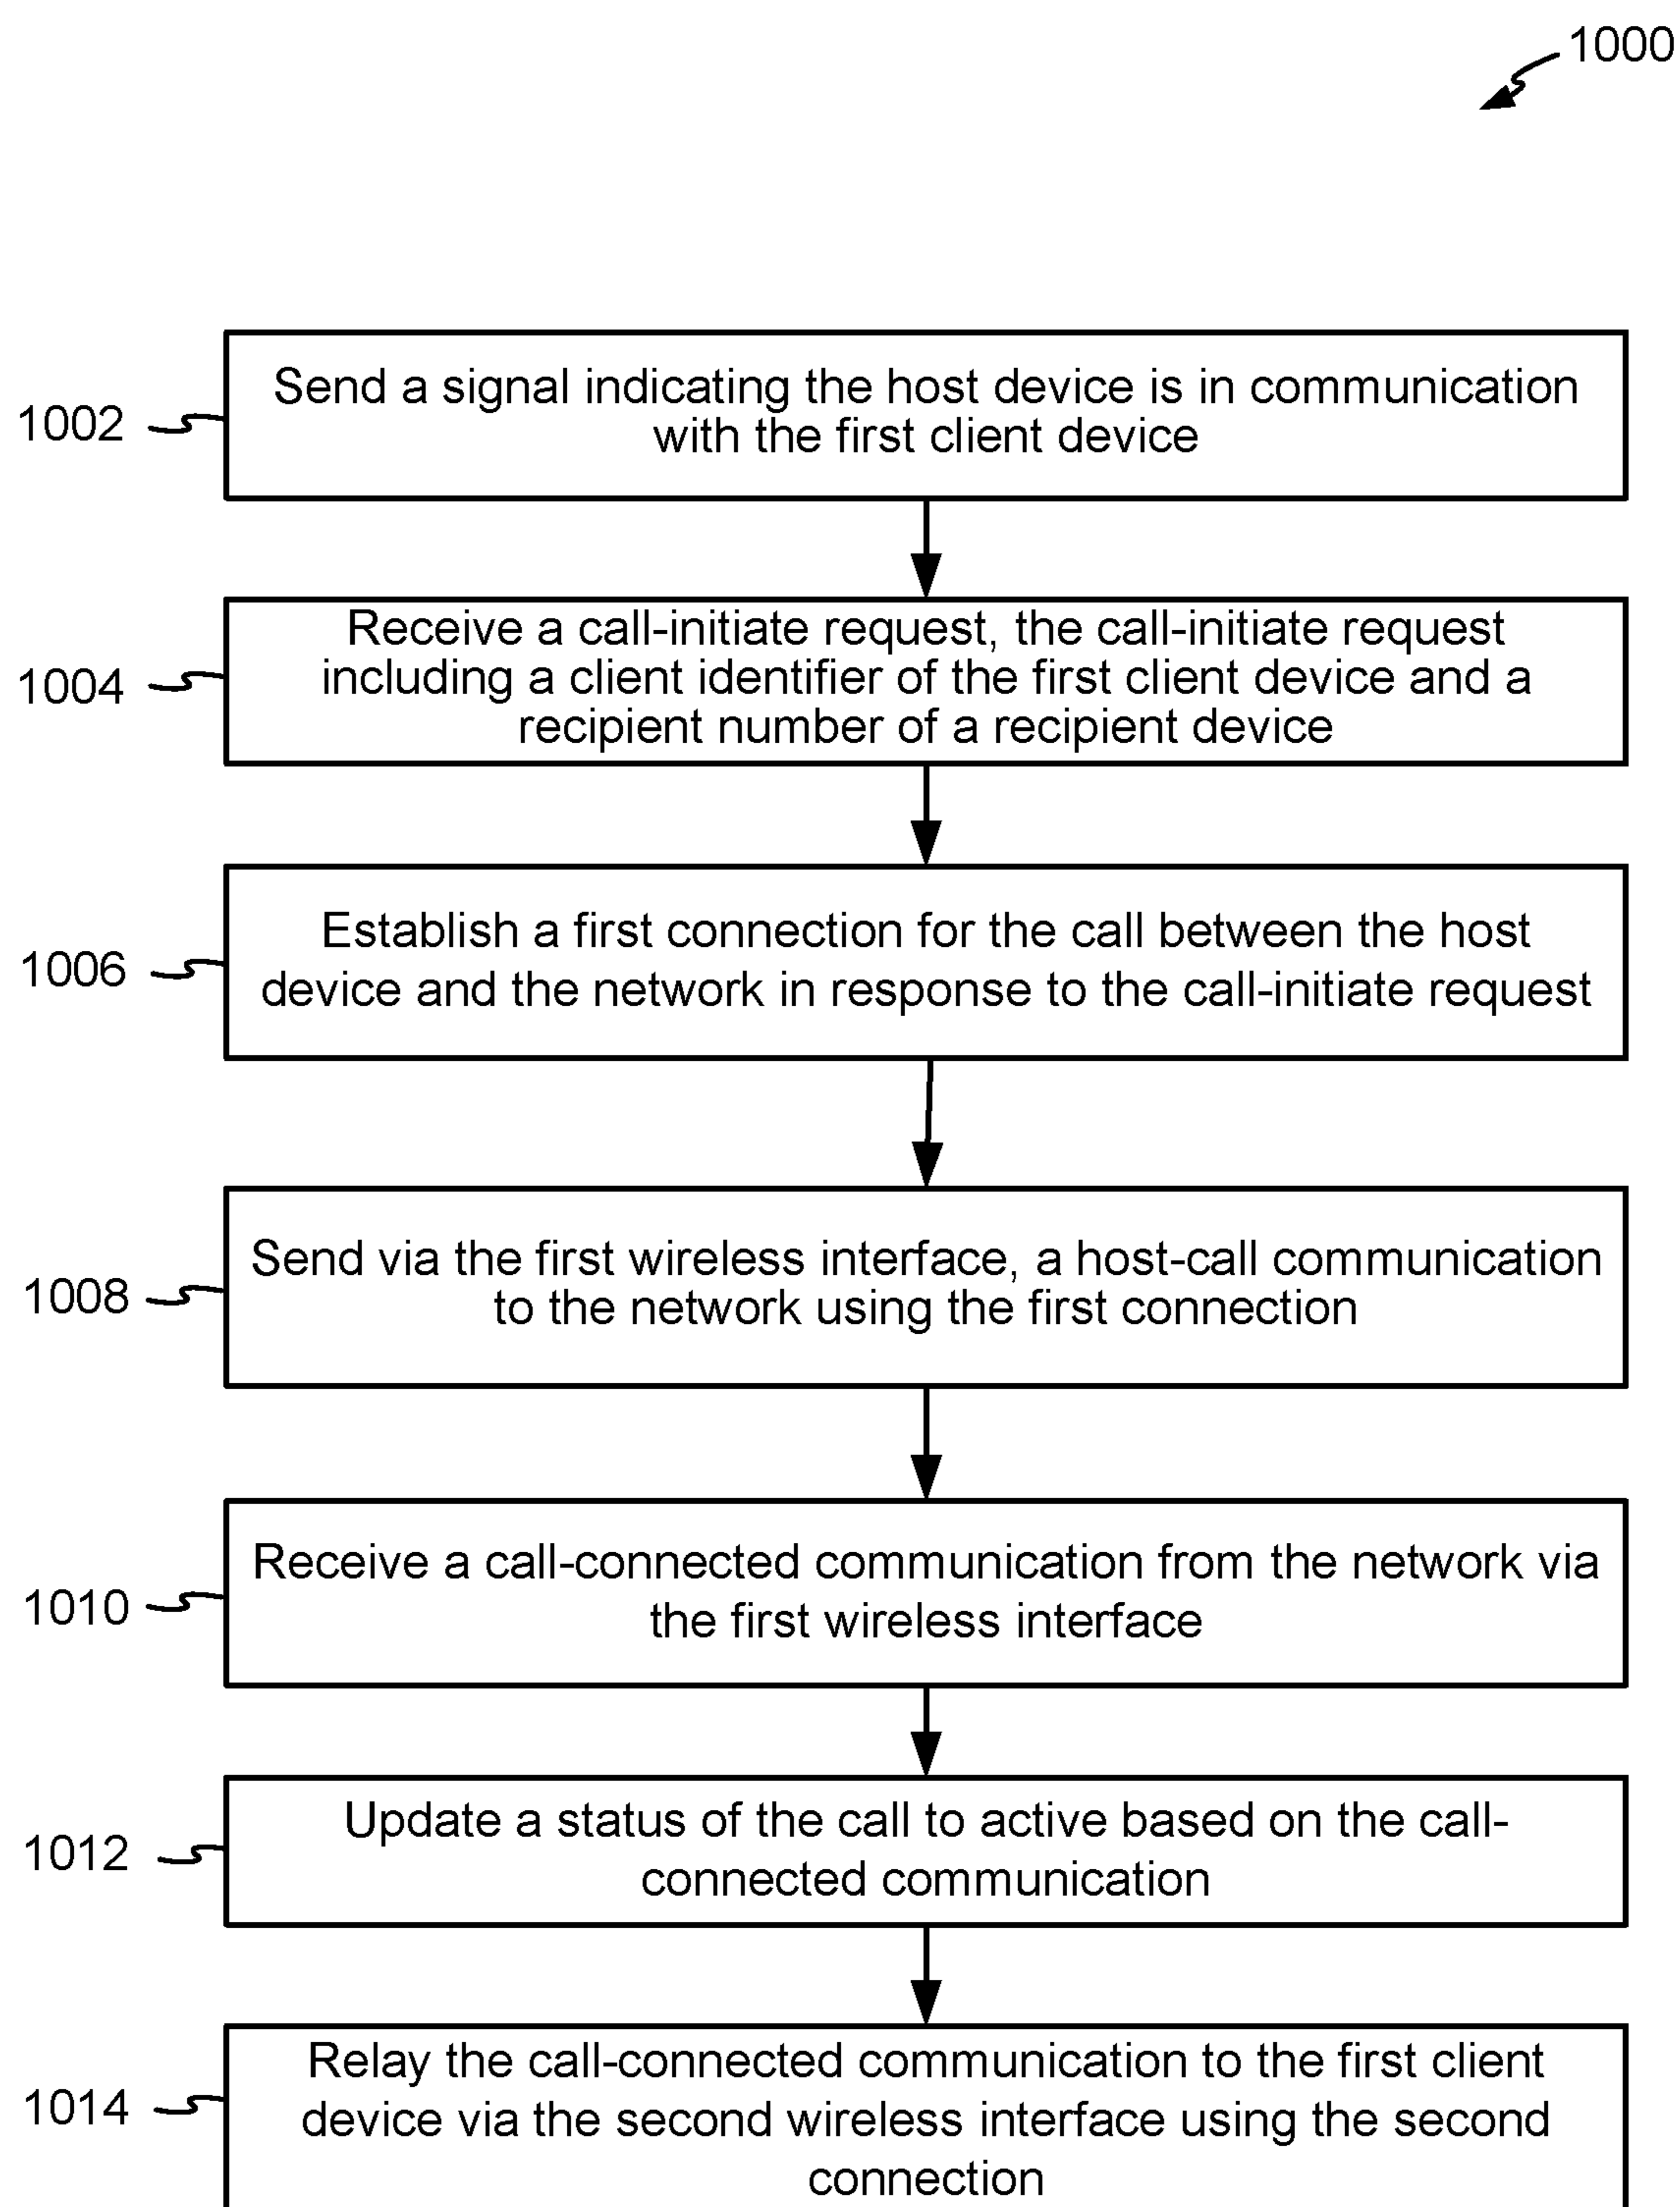 1000
1002
Send a signal indicating the host device is in communication
with the first client device
1004
Receive a call-initiate request, the call-initiate request
including a client identifier of the first client device and a
recipient number of a recipient device
1006
Establish a first connection for the call between the host
device and the network in response to the call-initiate request
1008
Send via the first wireless interface, a host-call communication
to the network using the first connection
1010
Receive a call-connected communication from the network via
the first wireless interface
1012
Update a status of the call to active based on the call-
connected communication
1014
Relay the call-connected communication to the first client
device via the second wireless interface using the second
connection